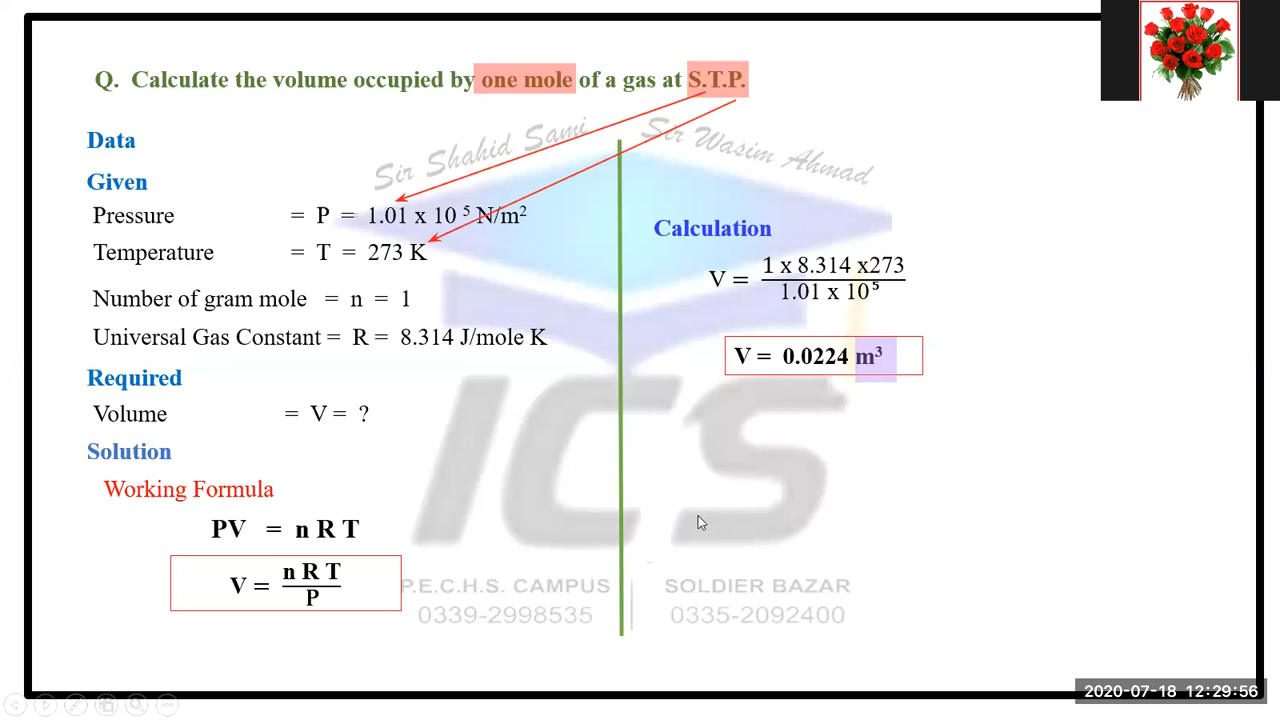 Q. Calculate the volume occupied by one mole of a gas at S.T.P.
Sir Shahid Sami
Sir Wasim Ahmad
Data
Given
Pressure = P = 1.01 x 10 ⁵ N/m²
Temperature = T = 273 K
Number of gram mole = n = 1
Universal Gas Constant = R = 8.314 J/mole K
Required
Volume = V = ?
Solution
Working Formula
PV = n R T
V = n R T / P
Calculation
V = 1 x 8.314 x273 / 1.01 x 10⁵
V = 0.0224 m³
ICS
P.E.C.H.S. CAMPUS
0339-2998535
SOLDIER BAZAR
0335-2092400
2020-07-18 12:29:56